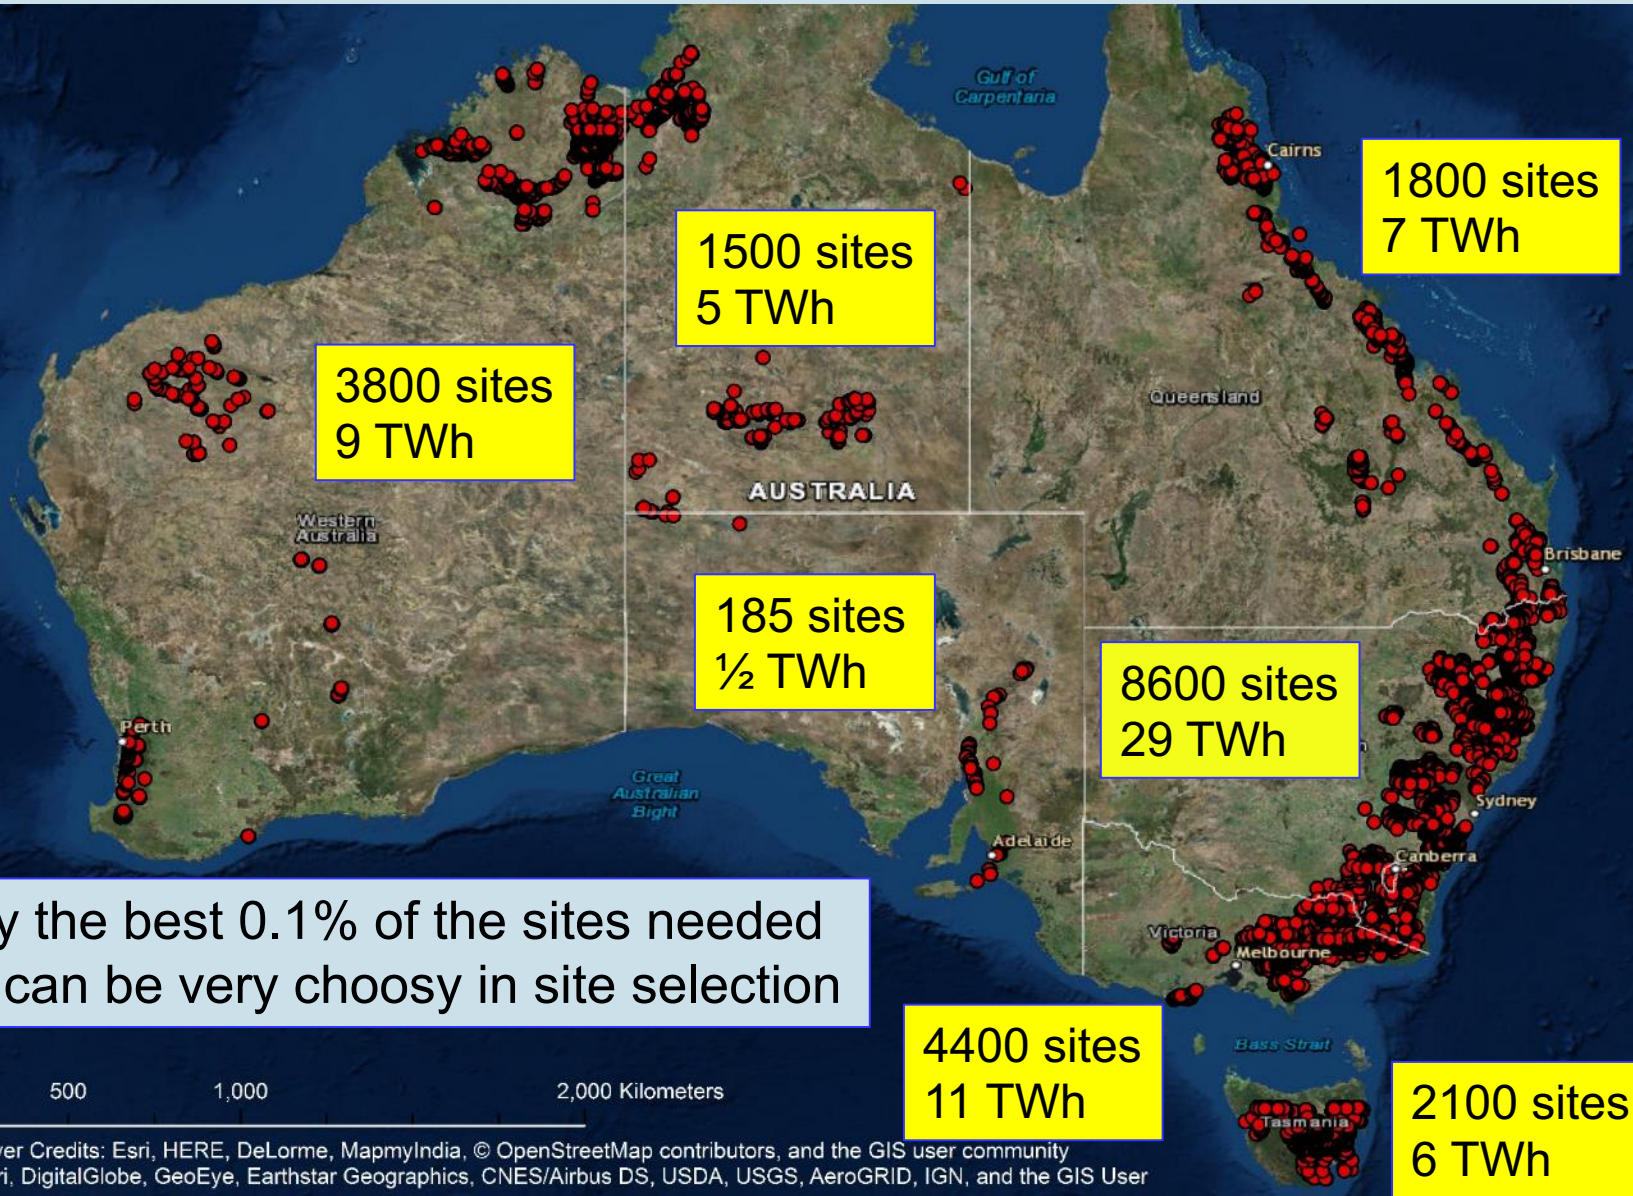 Gulf of
Carpentaria
Cairns
1800 sites
7 TWh
1500 sites
5 TWh
3800 sites
9 TWh
Queensland
AUSTRALIA
Western
Australia
Brisbane
185 sites
½ TWh
8600 sites
29 TWh
Perth
Great
Australian
Bight
Sydney
Adelaide
Canberra
y the best 0.1% of the sites needed
can be very choosy in site selection
Victoria
Melbourne
4400 sites
11 TWh
Bass Strait
Tasmania
2100 sites
6 TWh
500 1,000 2,000 Kilometers
er Credits: Esri, HERE, DeLorme, MapmyIndia, © OpenStreetMap contributors, and the GIS user community
ri, DigitalGlobe, GeoEye, Earthstar Geographics, CNES/Airbus DS, USDA, USGS, AeroGRID, IGN, and the GIS User